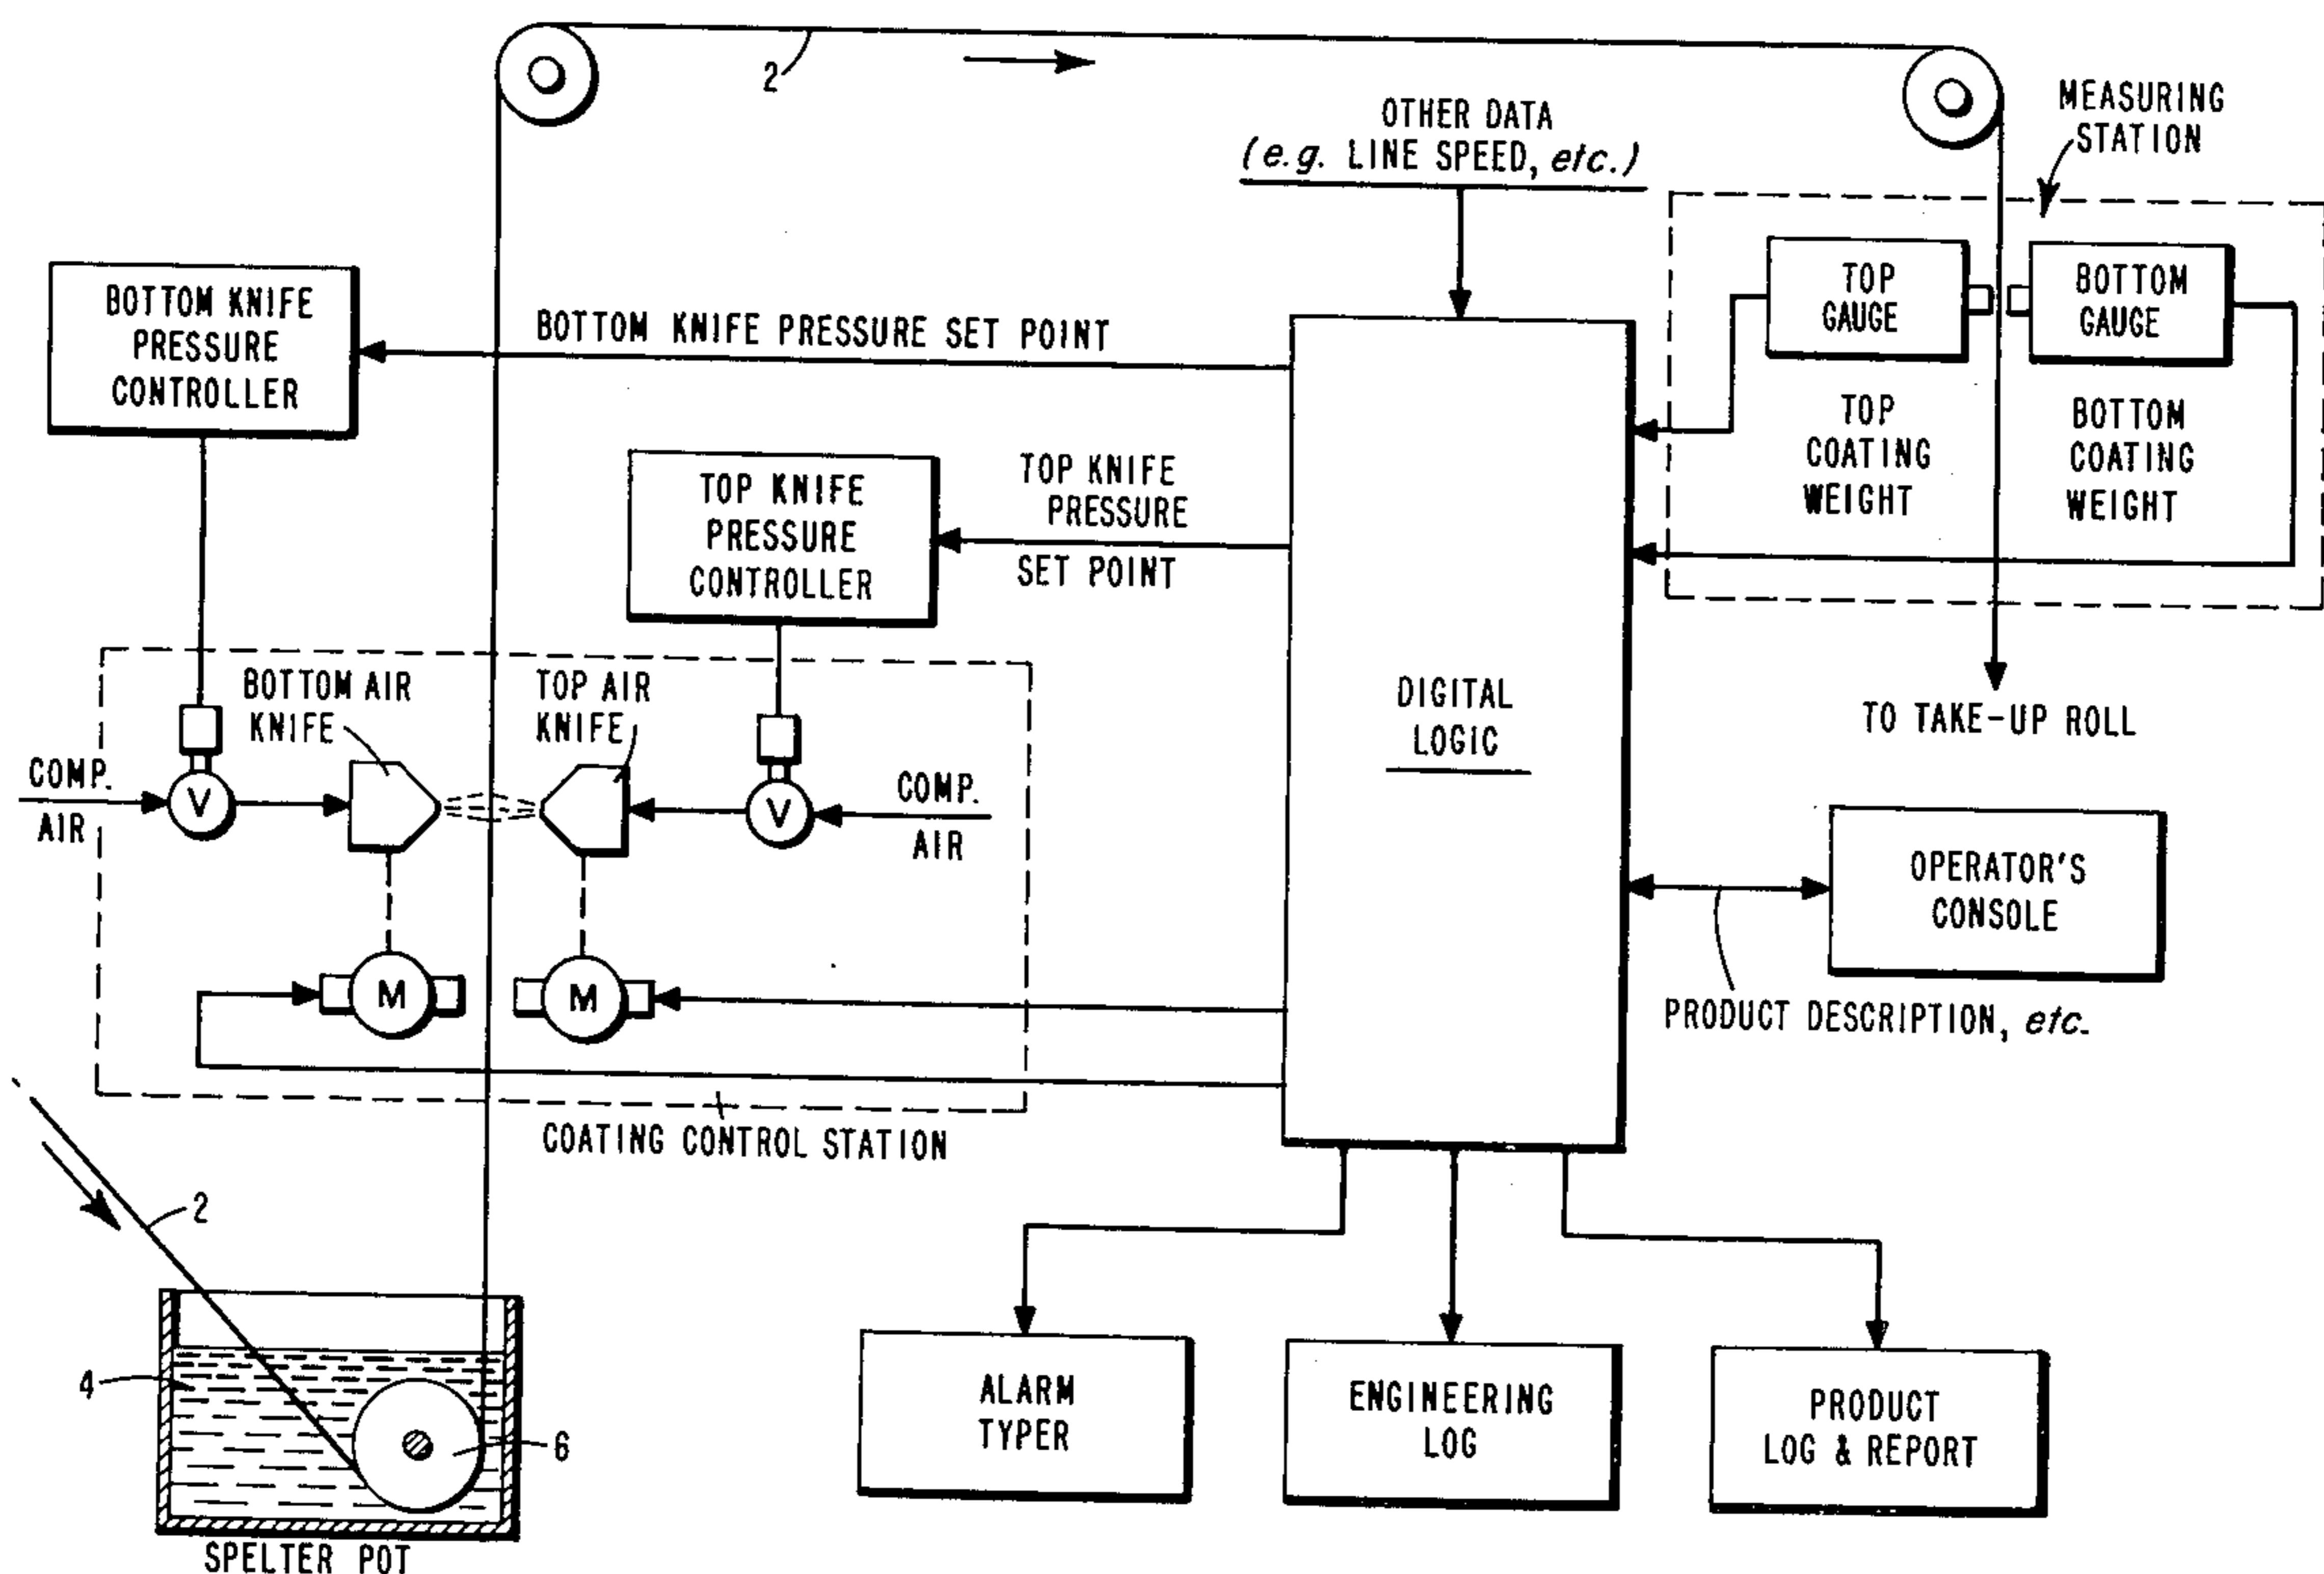 2
OTHER DATA
(e.g. LINE SPEED, etc.)
MEASURING
STATION
BOTTOM KNIFE
PRESSURE
CONTROLLER
BOTTOM KNIFE PRESSURE SET POINT
TOP
GAUGE
BOTTOM
GAUGE
TOP
COATING
WEIGHT
BOTTOM
COATING
WEIGHT
TOP KNIFE
PRESSURE
CONTROLLER
TOP KNIFE
PRESSURE
SET POINT
DIGITAL
LOGIC
TO TAKE-UP ROLL
BOTTOM AIR
KNIFE
TOP AIR
KNIFE
COMP.
AIR
V
V
COMP.
AIR
OPERATOR'S
CONSOLE
M
M
PRODUCT DESCRIPTION, etc.
COATING CONTROL STATION
2
4
6
SPELTER POT
ALARM
TYPER
ENGINEERING
LOG
PRODUCT
LOG & REPORT